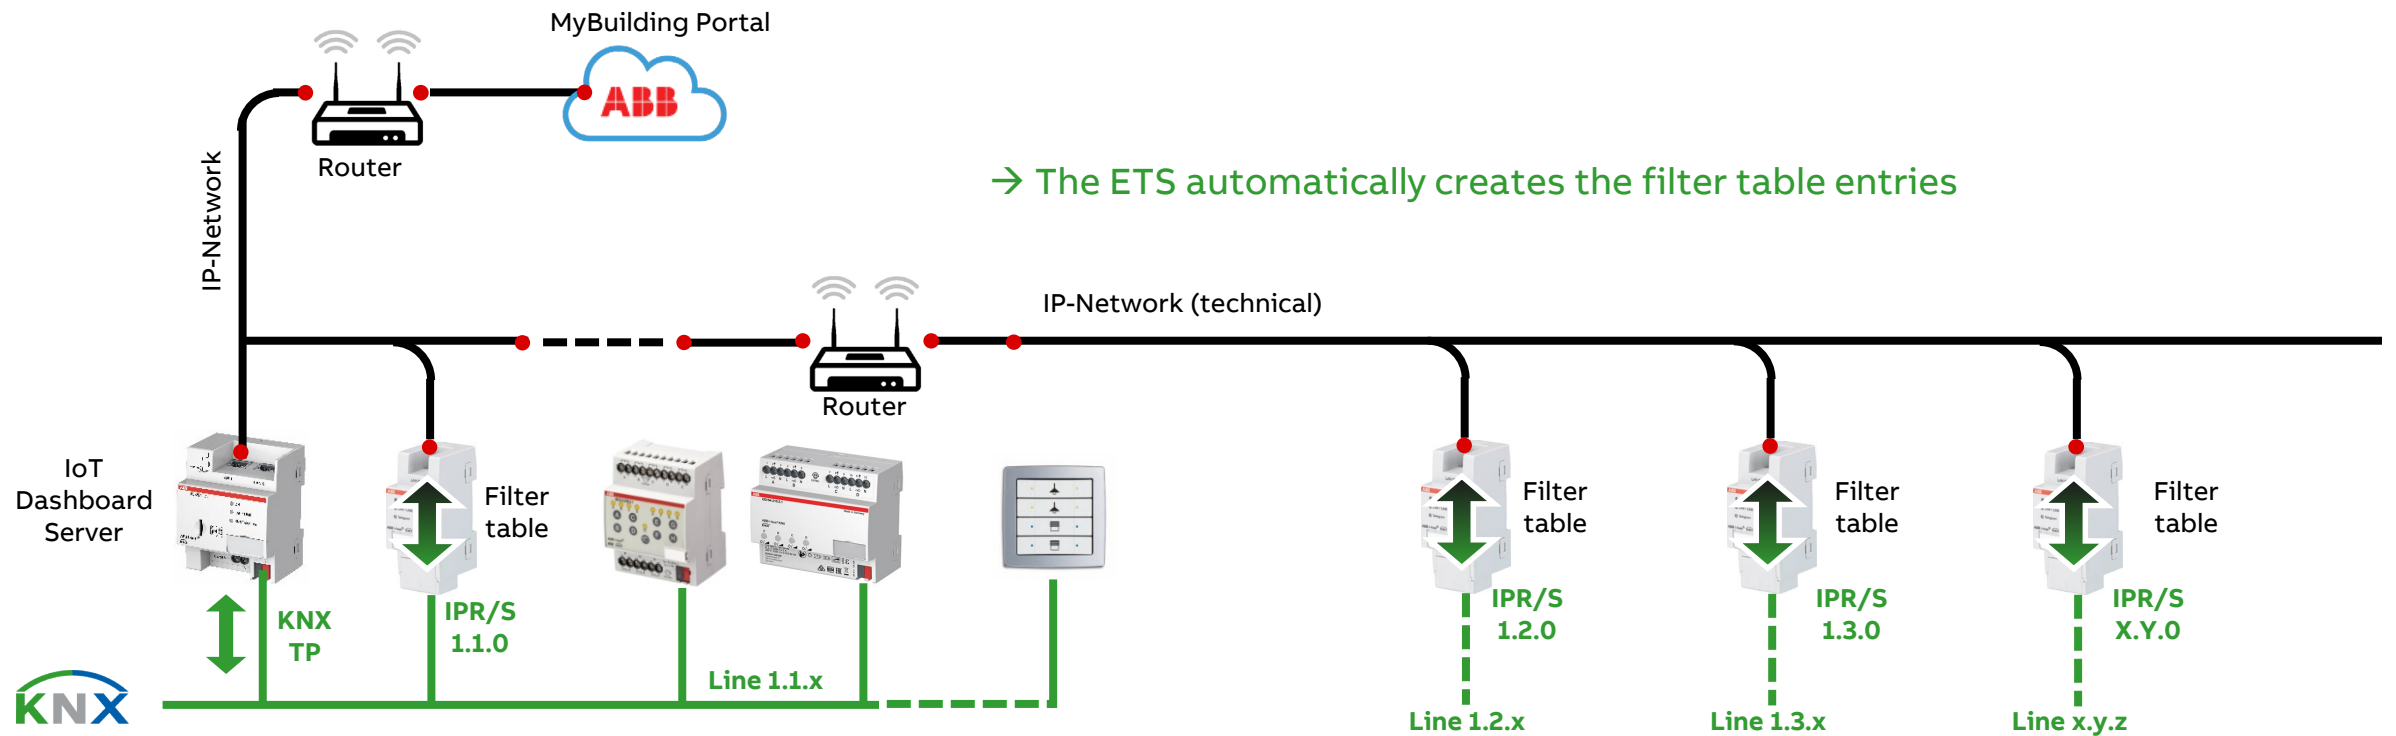 MyBuilding Portal
ABB
Router
IP-Network
→ The ETS automatically creates the filter table entries
IP-Network (technical)
Router
IoT
Dashboard
Server
Filter
table
Filter
table
Filter
table
Filter
table
KNX
TP
IPR/S
1.1.0
IPR/S
1.2.0
IPR/S
1.3.0
IPR/S
X.Y.0
Line 1.1.x
KNX
Line 1.2.x
Line 1.3.x
Line x.y.z